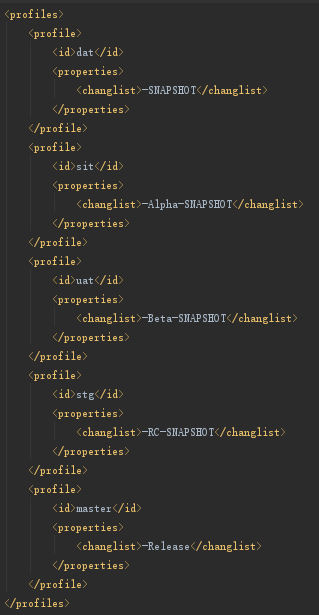 <profiles>
<profile>
<id>dat</id>
<properties>
<changlist>-SNAPSHOT</changlist>
</properties>
</profile>
<profile>
<id>sit</id>
<properties>
<changlist>-Alpha-SNAPSHOT</changlist>
</properties>
</profile>
<profile>
<id>uat</id>
<properties>
<changlist>-Beta-SNAPSHOT</changlist>
</properties>
</profile>
<profile>
<id>stg</id>
<properties>
<changlist>-RC-SNAPSHOT</changlist>
</properties>
</profile>
<profile>
<id>master</id>
<properties>
<changlist>-Release</changlist>
</properties>
</profile>
</profiles>